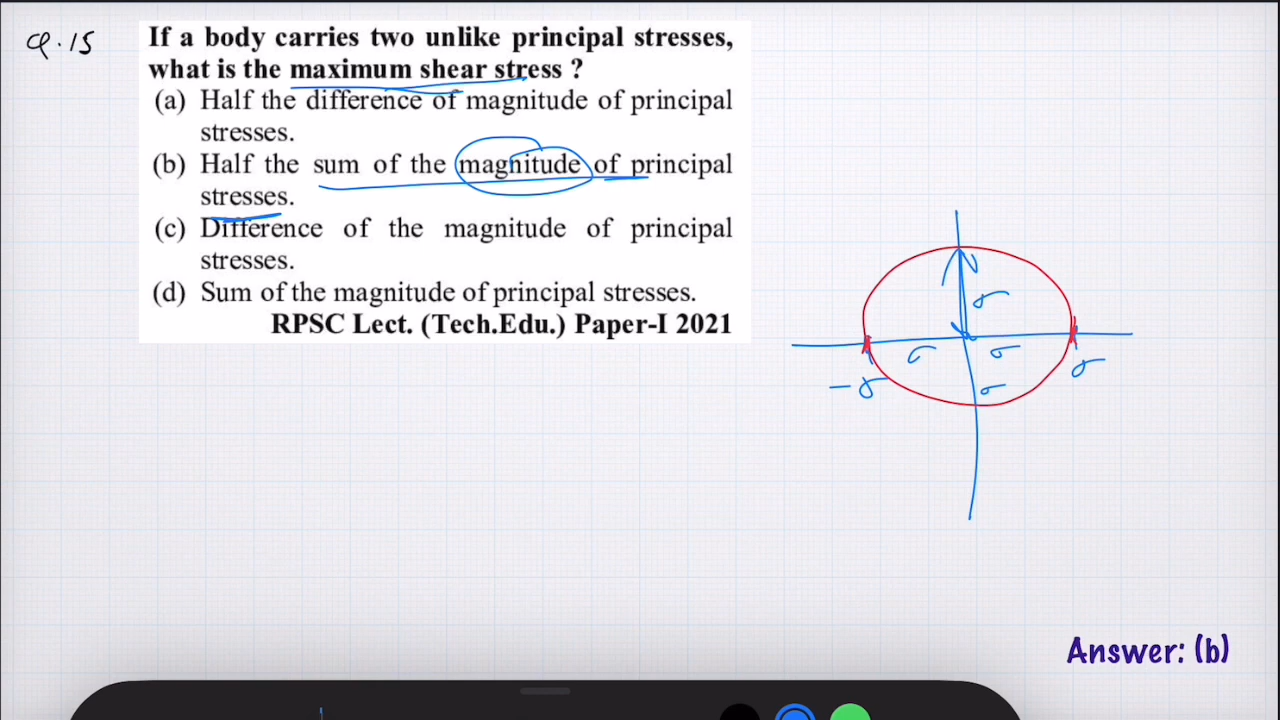 Q.15
If a body carries two unlike principal stresses,
what is the maximum shear stress ?
(a) Half the difference of magnitude of principal
stresses.
(b) Half the sum of the magnitude of principal
stresses.
(c) Difference of the magnitude of principal
stresses.
(d) Sum of the magnitude of principal stresses.
RPSC Lect. (Tech.Edu.) Paper-I 2021
σ
σ σ
-σ σ σ
Answer: (b)